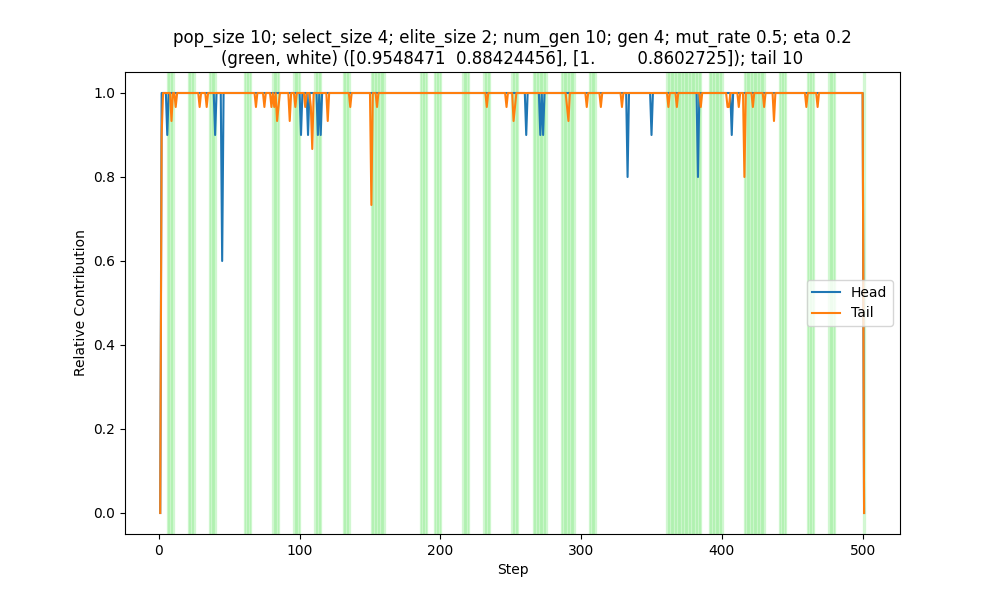 pop_size 10; select_size 4; elite_size 2; num_gen 10; gen 4; mut_rate 0.5; eta 0.2
(green, white) ([0.9548471 0.88424456], [1. 0.8602725]); tail 10
1.0
0.8
0.6
0.4
0.2
0.0
Relative Contribution
Head
Tail
0 100 200 300 400 500
Step